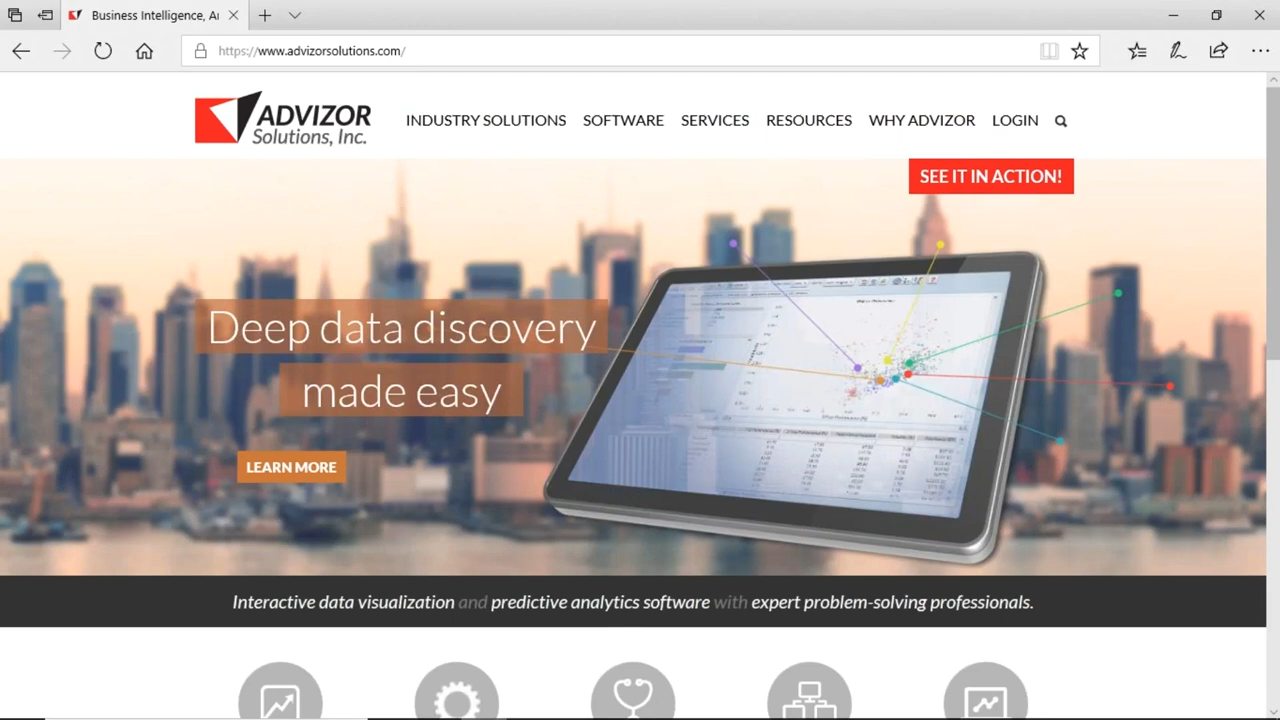 Business Intelligence, Ar
https://www.advizorsolutions.com/
ADVIZOR
Solutions, Inc.
INDUSTRY SOLUTIONS SOFTWARE SERVICES RESOURCES WHY ADVIZOR LOGIN
SEE IT IN ACTION!
Deep data discovery
made easy
LEARN MORE
Interactive data visualization and predictive analytics software with expert problem-solving professionals.